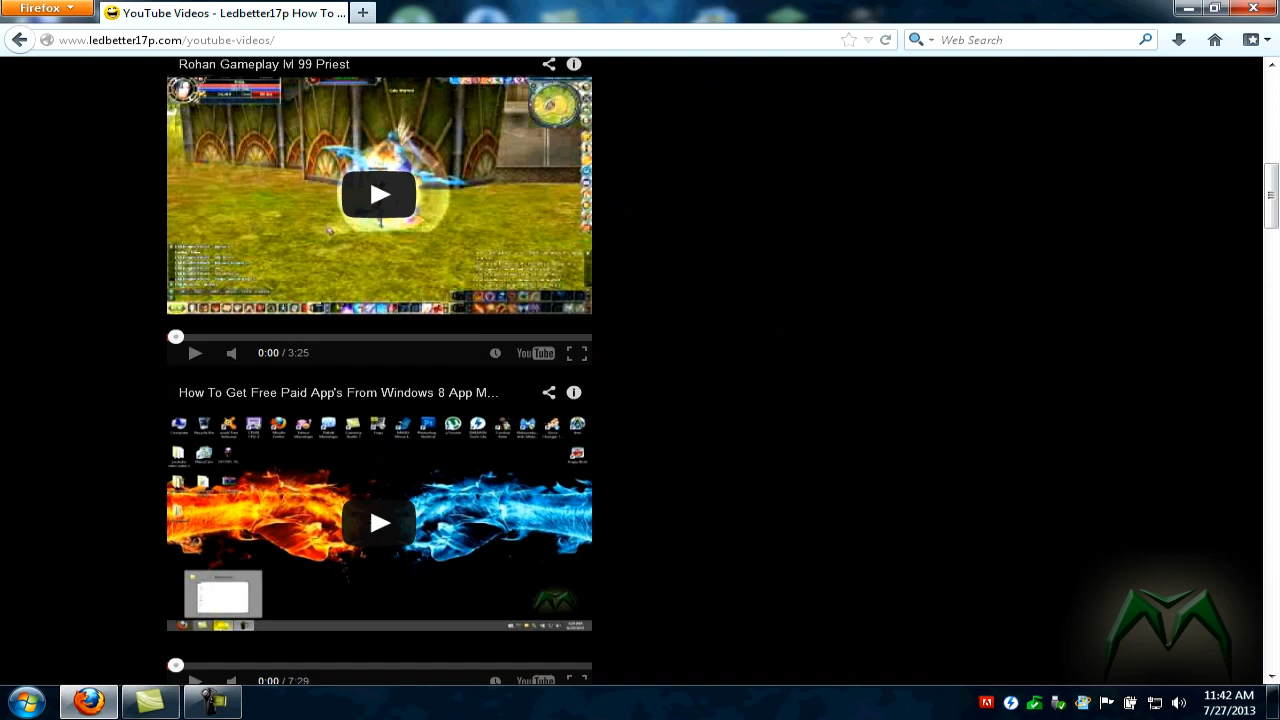 Firefox
YouTube Videos - Ledbetter17p How To ...
www.ledbetter17p.com/youtube-videos/
Web Search
Rohan Gameplay lvl 99 Priest
0:00 / 3:25
YouTube
How To Get Free Paid App's From Windows 8 App M...
0:00 / 7:29
YouTube
11:42 AM
7/27/2013